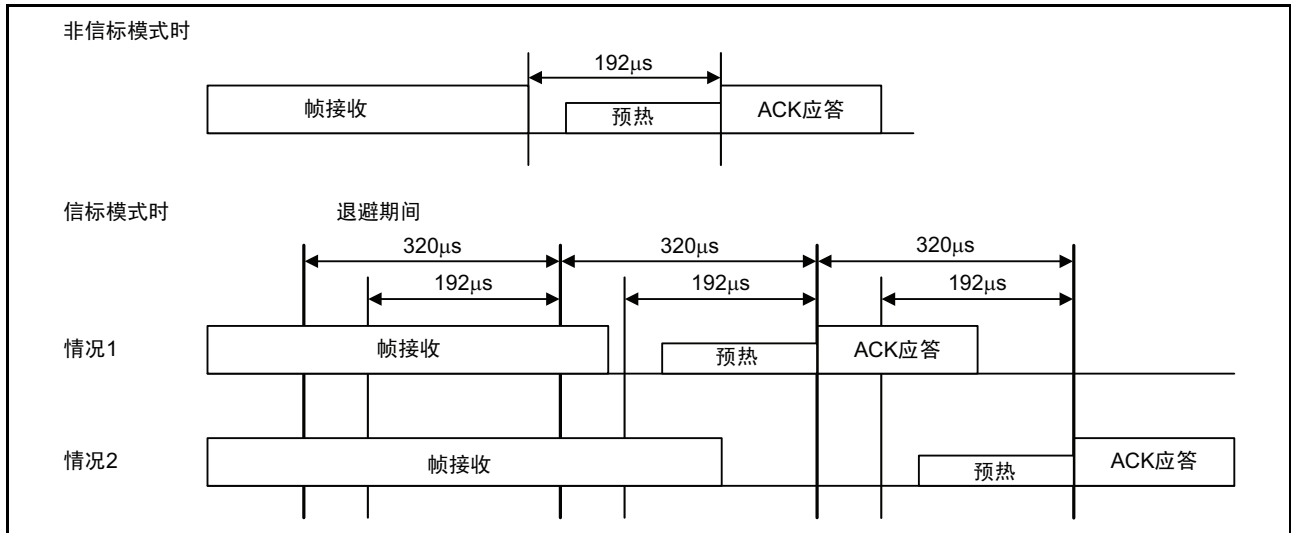 非信标模式时
192μs
帧接收
预热
ACK应答
信标模式时
退避期间
320μs
320μs
320μs
192μs
192μs
192μs
情况1
帧接收
预热
ACK应答
情况2
帧接收
预热
ACK应答